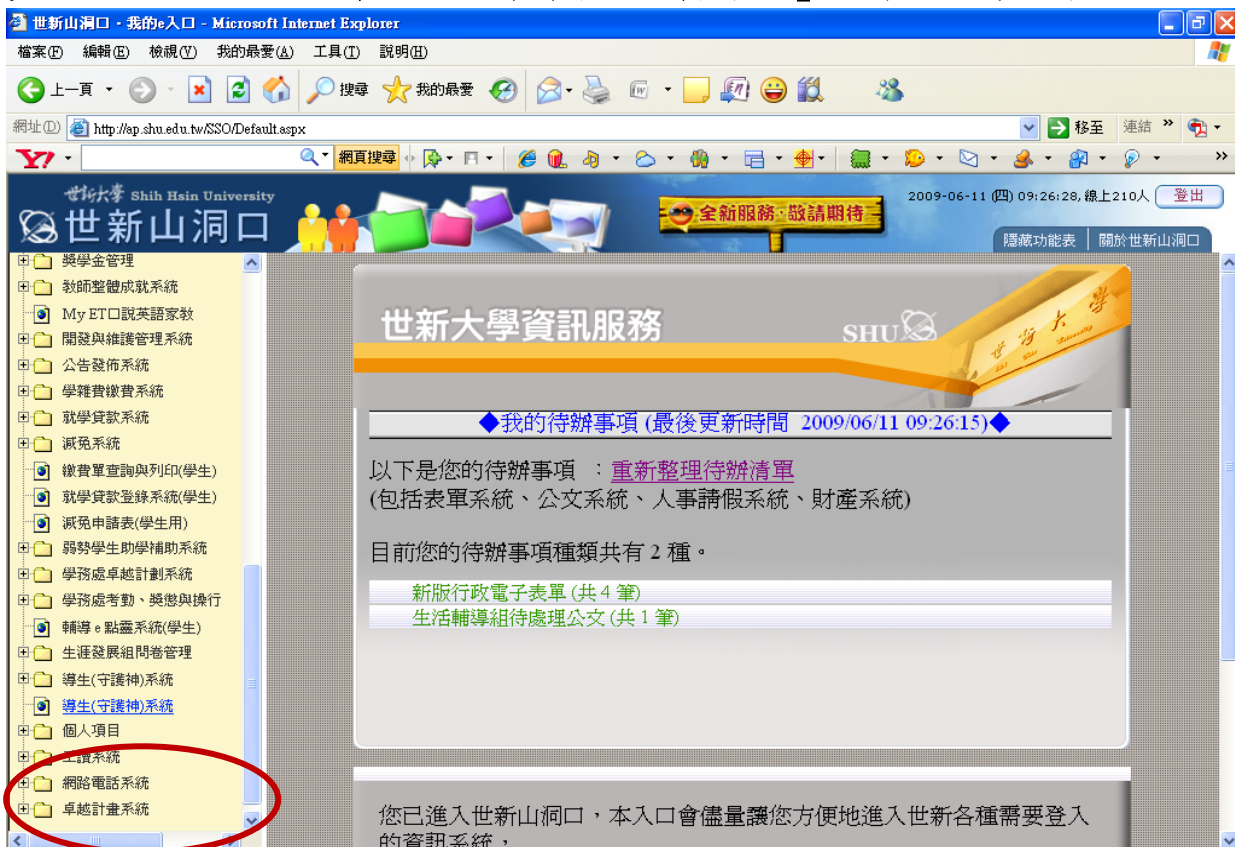 世新山洞口 - 我的e入口 - Microsoft Internet Explorer
檔案(F) 編輯(E) 檢視(V) 我的最愛(A) 工具(T) 說明(H)
上一頁 搜尋 我的最愛
網址(D) http://ap.shu.edu.tw/SSO/Default.aspx 移至 連結 »
Y! 網頁搜尋 »
世新大學 Shih Hsin University
世新山洡口
全新服務‧敬請期待
2009-06-11 (四) 09:26:28, 線上210人 登出
隱藏功能表 關於世新山洞口
獎學金管理
教師整體成就系統
My ET口說英語家教
開發與維護管理系統
公告發佈系統
學雜費繳費系統
就學貸款系統
減免系統
繳費單查詢與列印(學生)
就學貸款登錄系統(學生)
減免申請表(學生用)
弱勢學生助學補助系統
學務處卓越計劃系統
學務處考勤、獎懲與操行
輔導 e 點靈系統(學生)
生涯發展組問卷管理
導生(守護神)系統
導生(守護神)系統
個人項目
工讀系統
網路電話系統
卓越計畫系統
世新大學資訊服務
SHU
世新大學
◆我的待辦事項 (最後更新時間 2009/06/11 09:26:15)◆
以下是您的待辦事項 ：重新整理待辦清單
(包括表單系統、公文系統、人事請假系統、財產系統)
目前您的待辦事項種類共有 2 種。
新版行政電子表單 (共 4 筆)
生活輔導組待處理公文 (共 1 筆)
您已進入世新山洞口，本入口會儘量讓您方便地進入世新各種需要登入
的資訊系統，